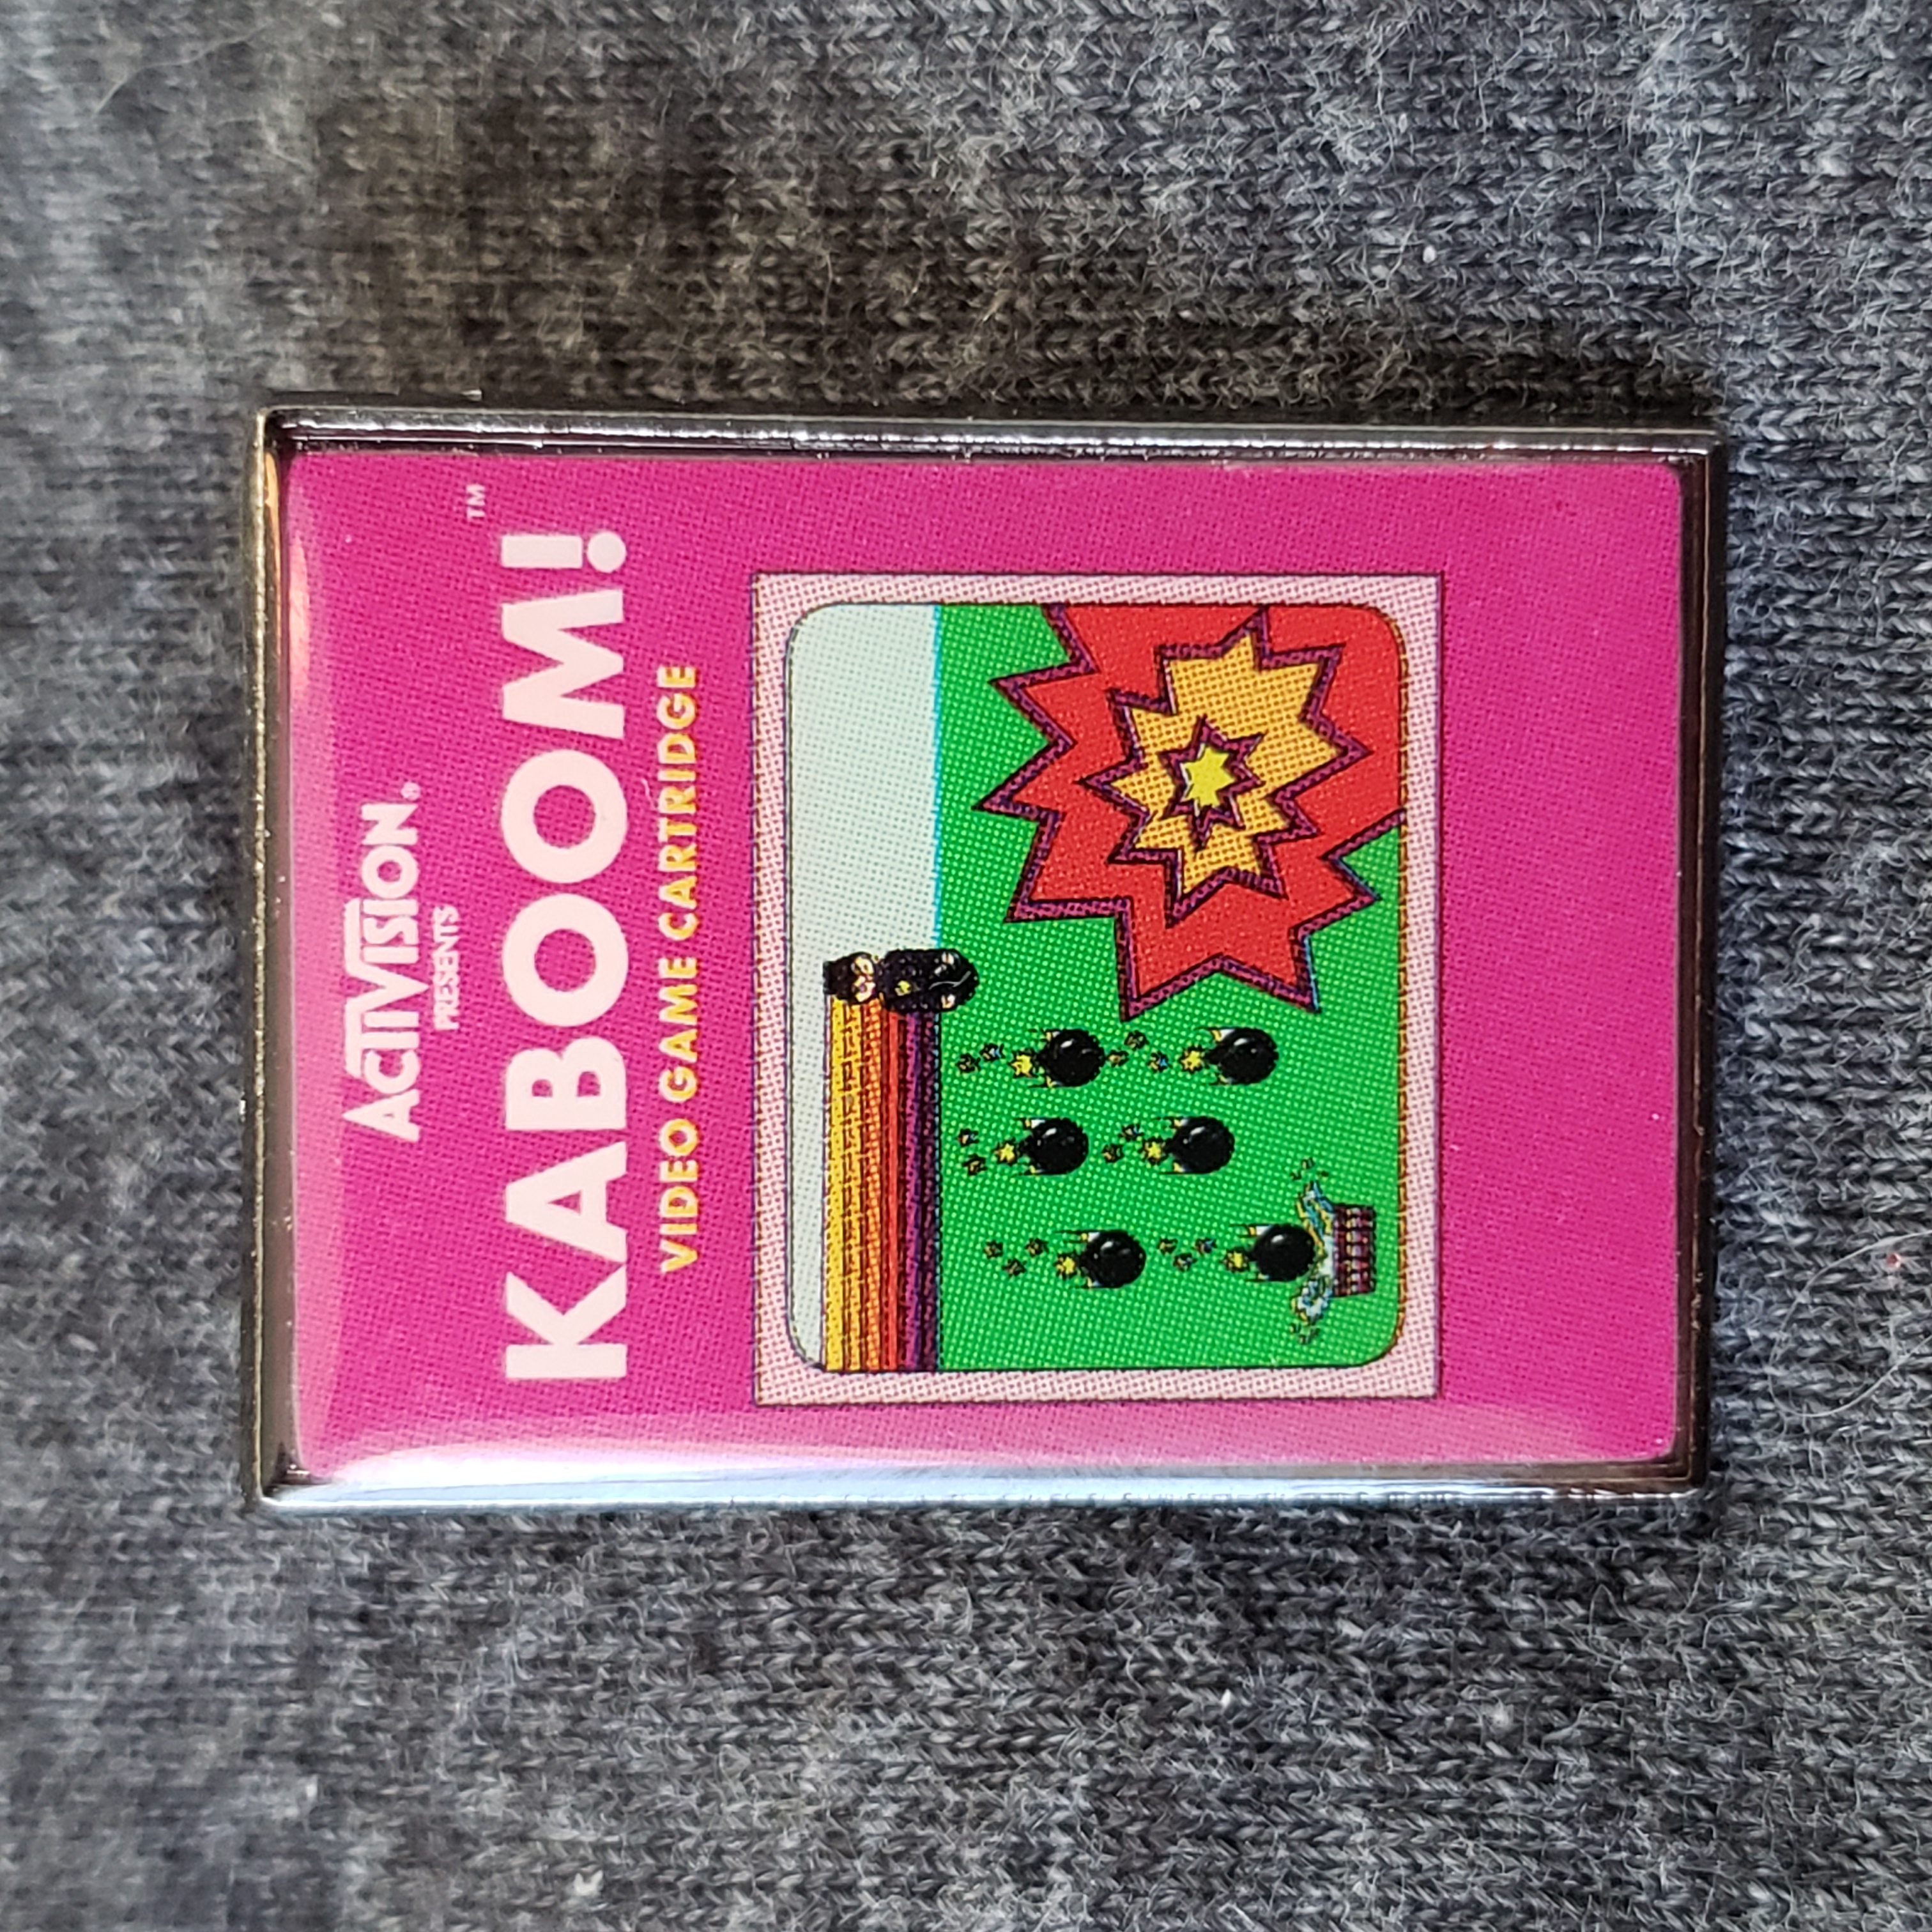 ACTIVISION®
PRESENTS
KABOOM!™
VIDEO GAME CARTRIDGE